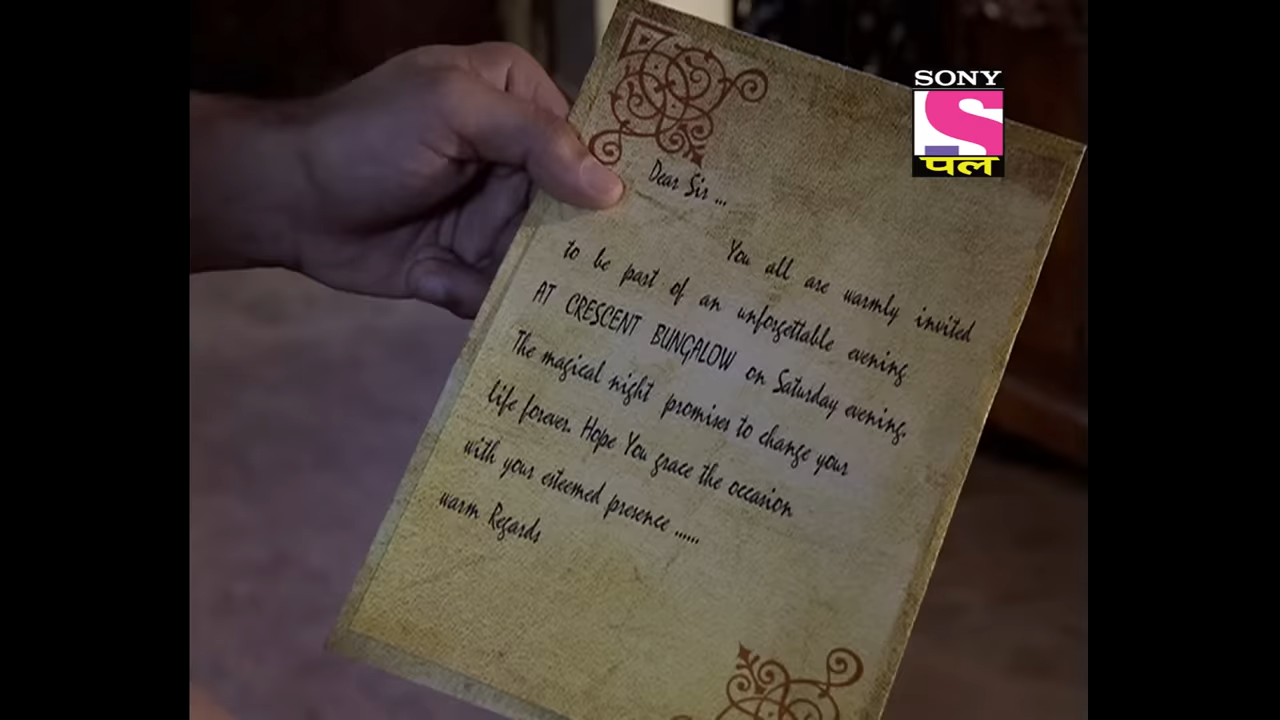 SONY
S
पल
Dear Sir ...
You all are warmly invited
to be part of an unforgettable evening
AT CRESCENT BUNGALOW on Saturday evening.
The magical night promises to change your
life forever. Hope You grace the occasion
with your esteemed presence ......
warm Regards